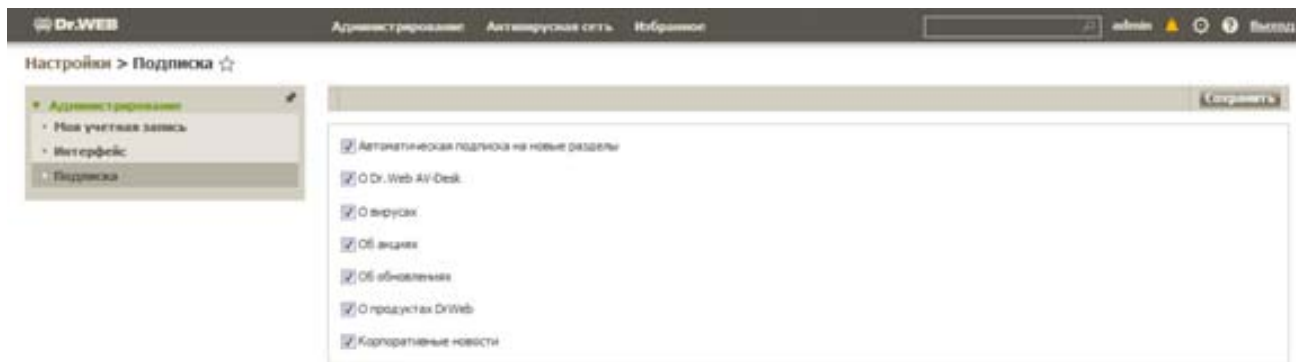 Dr.WEB Администрирование Антивирусная сеть Избранное admin Выход
Настройки > Подписка
Администрирование
Сохранить
Моя учетная запись
Интерфейс
Подписка
Автоматическая подписка на новые разделы
О Dr.Web AV-Desk
О вирусах
Об акциях
Об обновлениях
О продуктах DrWeb
Корпоративные новости